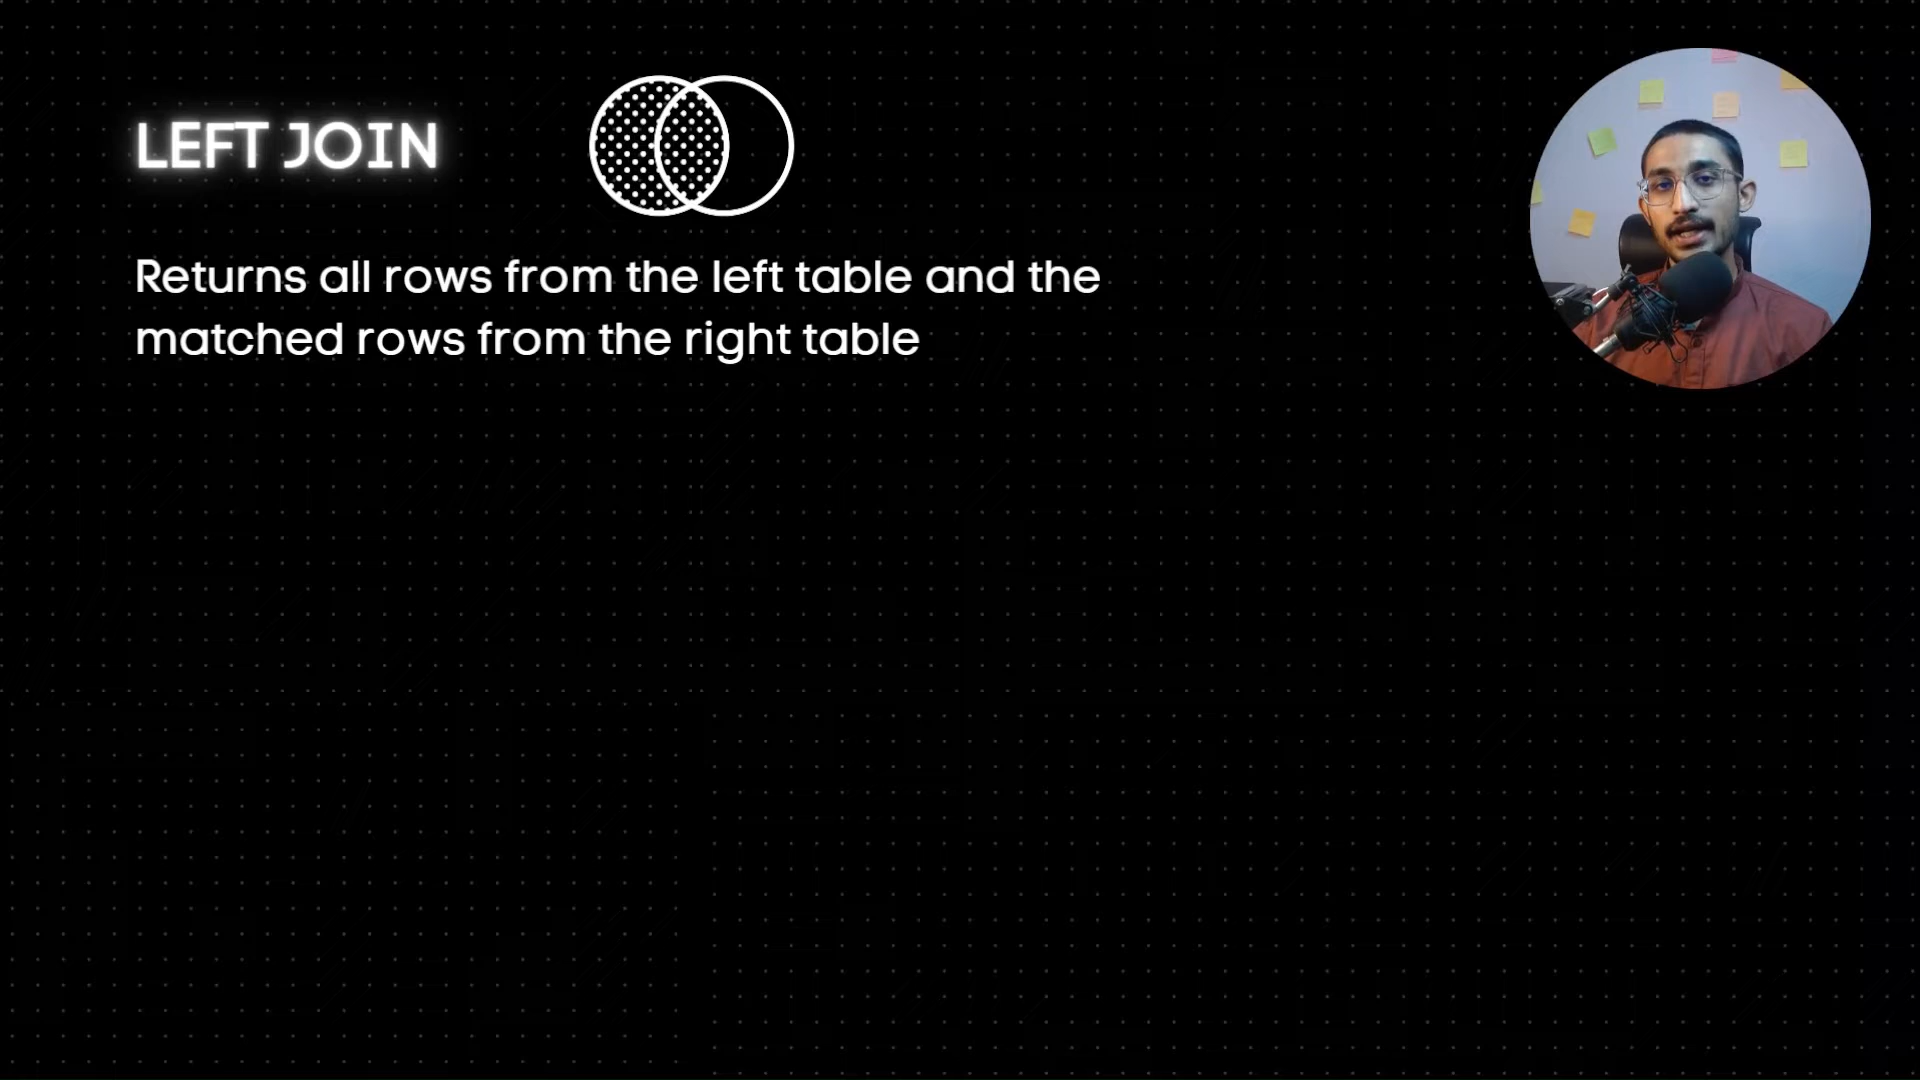 LEFT JOIN
Returns all rows from the left table and the
matched rows from the right table